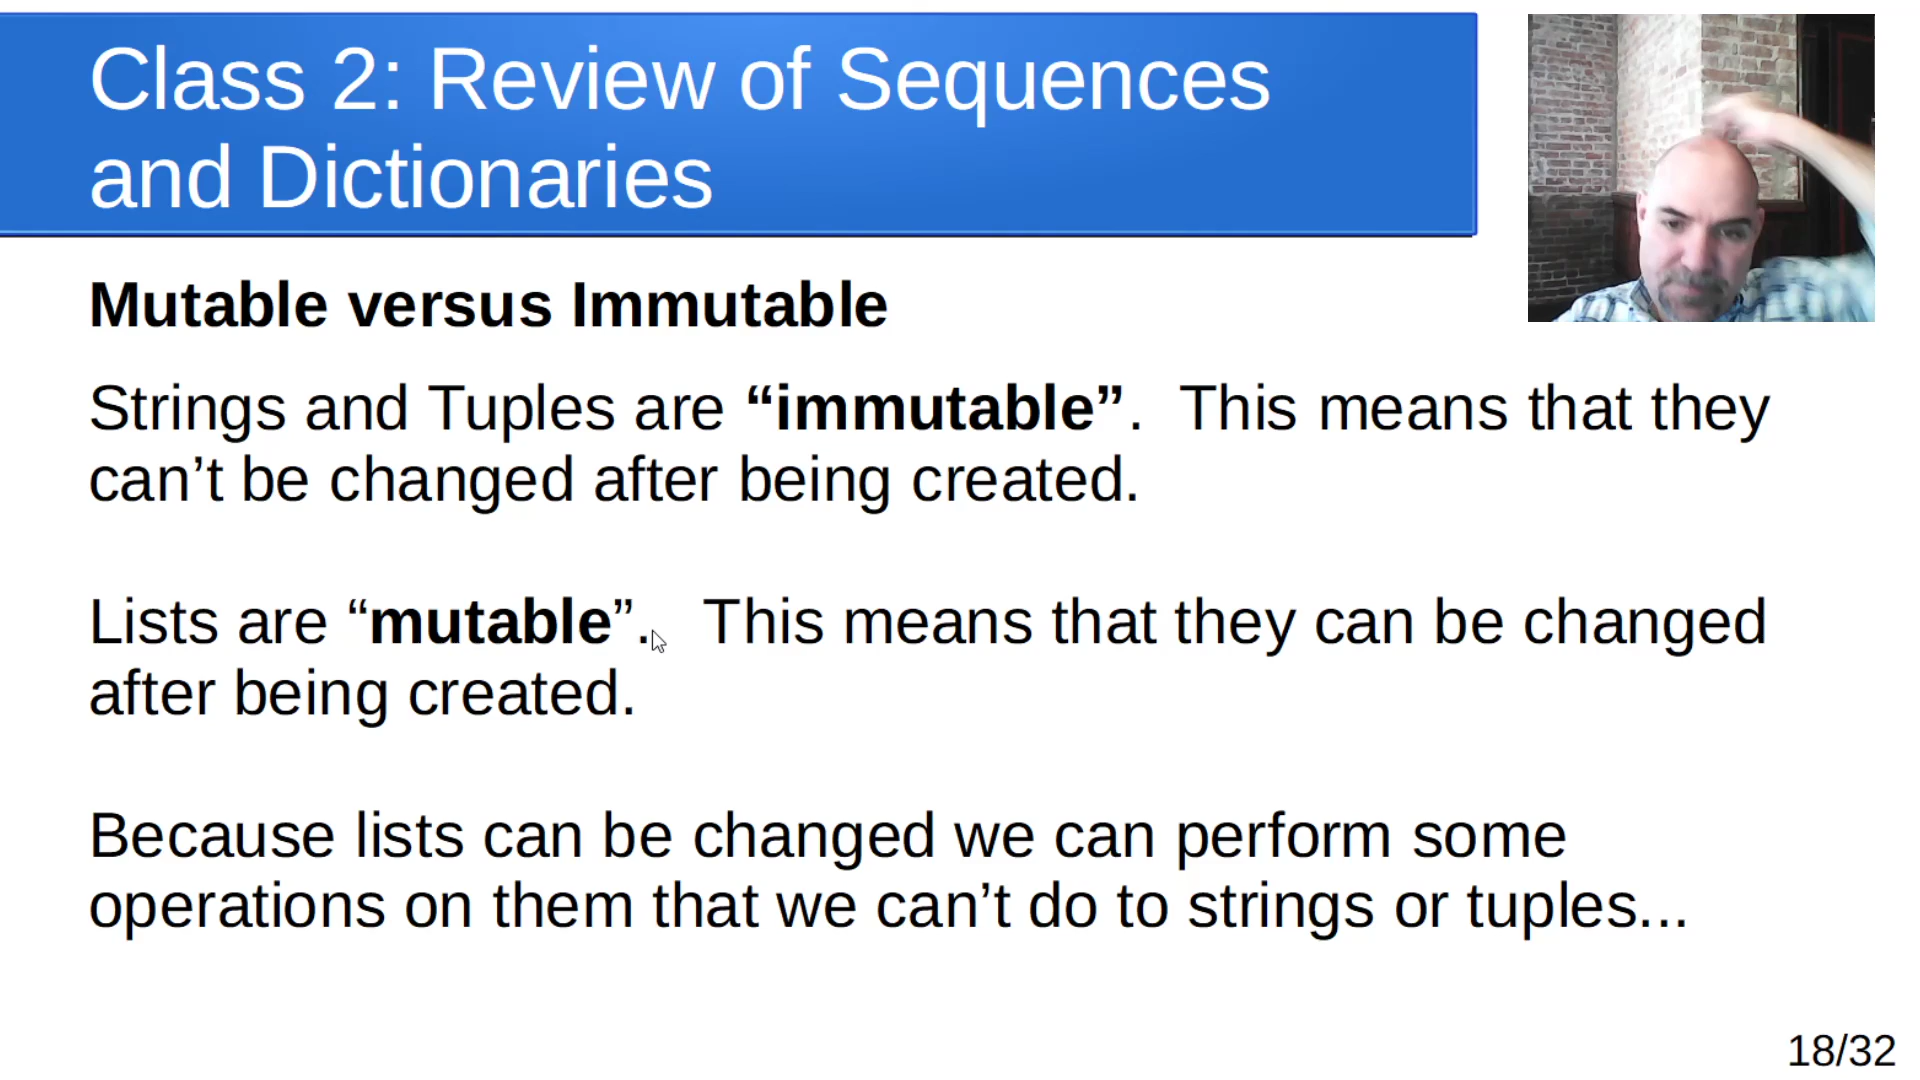 Class 2: Review of Sequences
and Dictionaries
Mutable versus Immutable
Strings and Tuples are “immutable”.  This means that they
can’t be changed after being created.
Lists are “mutable”.   This means that they can be changed
after being created.
Because lists can be changed we can perform some
operations on them that we can’t do to strings or tuples...
18/32